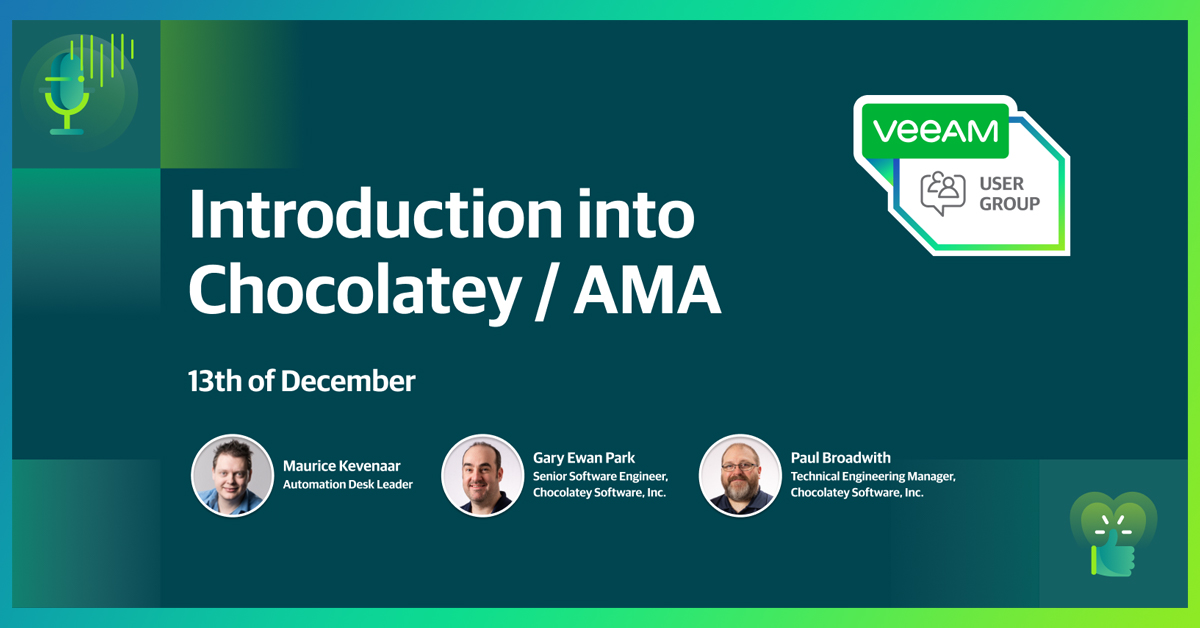 veeAM
USER
GROUP
Introduction into
Chocolatey / AMA
13th of December
Maurice Kevenaar
Automation Desk Leader
Gary Ewan Park
Senior Software Engineer,
Chocolatey Software, Inc.
Paul Broadwith
Technical Engineering Manager,
Chocolatey Software, Inc.